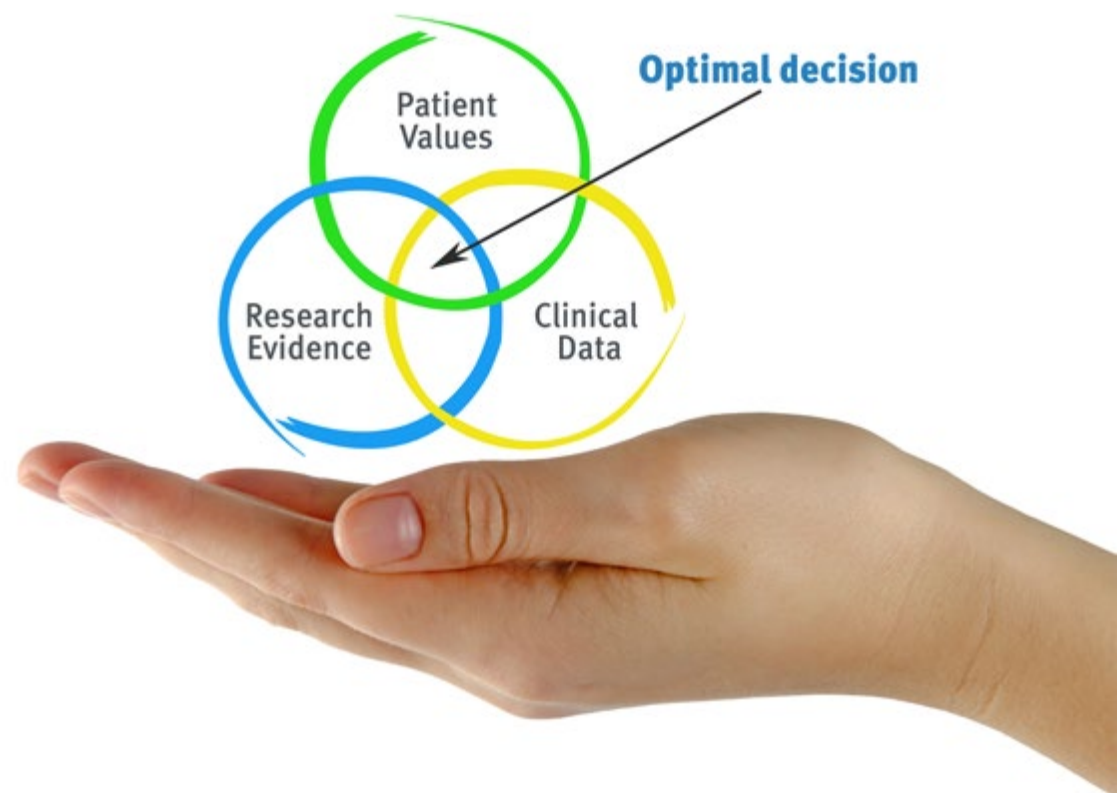 Optimal decision
Patient
Values
Research
Evidence
Clinical
Data